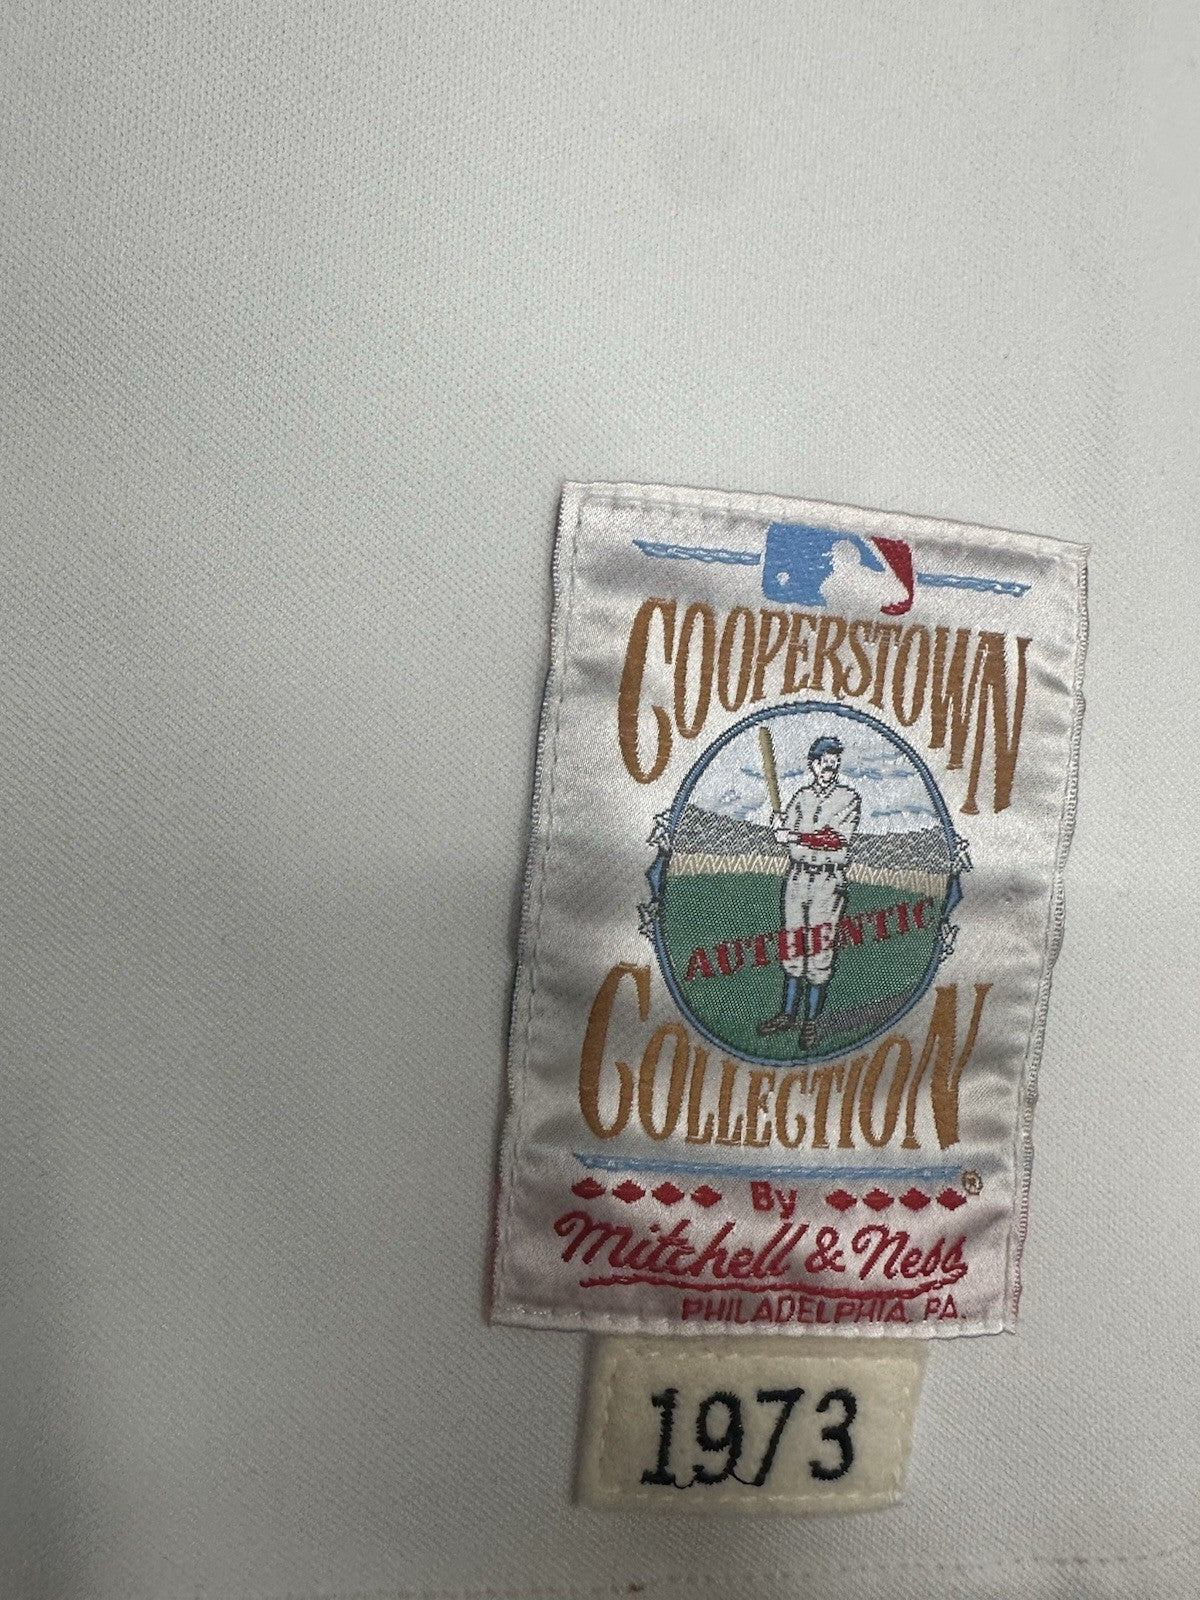 COOPERSTOWN
AUTHENTIC
COLLECTION
®
By
Mitchell & Ness
PHILADELPHIA, PA.
1973